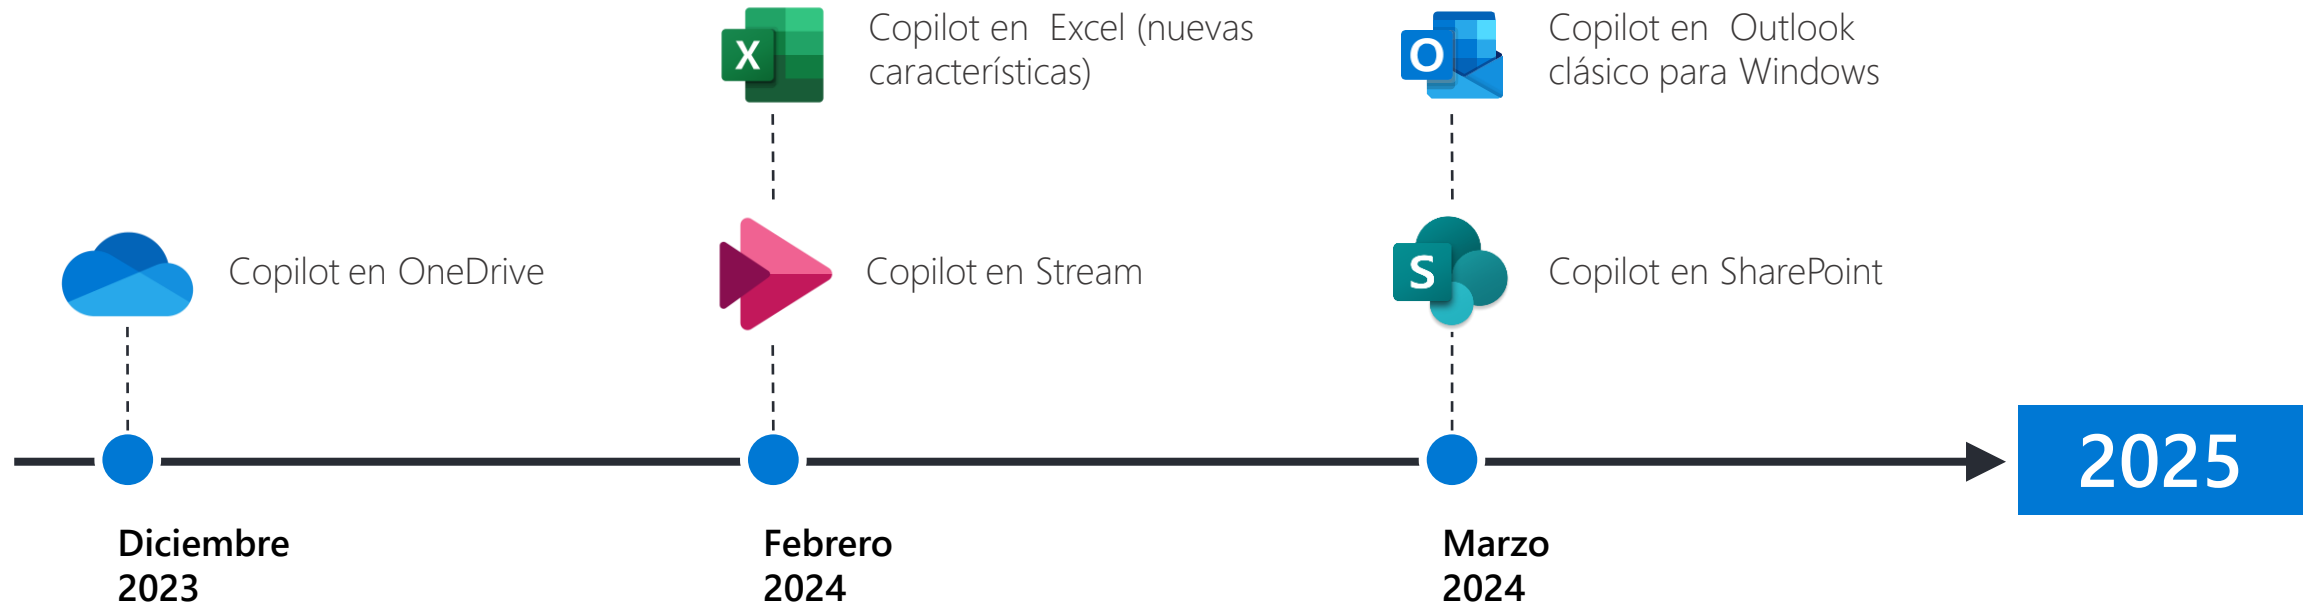 X
Copilot en Excel (nuevas
características)
O
Copilot en Outlook
clásico para Windows
Copilot en OneDrive
Copilot en Stream
S
Copilot en SharePoint
2025
Diciembre
2023
Febrero
2024
Marzo
2024